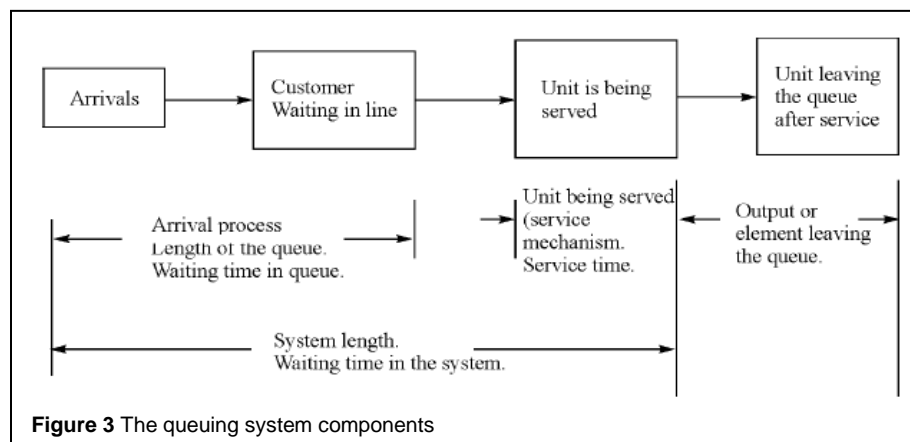 Arrivals
Customer
Waiting in line
Unit is being
served
Unit leaving
the queue
after service
Arrival process
Length of the queue.
Waiting time in queue.
Unit being served
(service
mechanism.
Service time.
Output or
element leaving
the queue.
System length.
Waiting time in the system.
Figure 3 The queuing system components